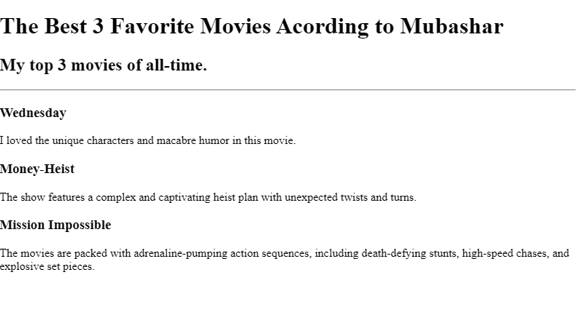 The Best 3 Favorite Movies Acording to Mubashar
My top 3 movies of all-time.
Wednesday
I loved the unique characters and macabre humor in this movie.
Money-Heist
The show features a complex and captivating heist plan with unexpected twists and turns.
Mission Impossible
The movies are packed with adrenaline-pumping action sequences, including death-defying stunts, high-speed chases, and
explosive set pieces.